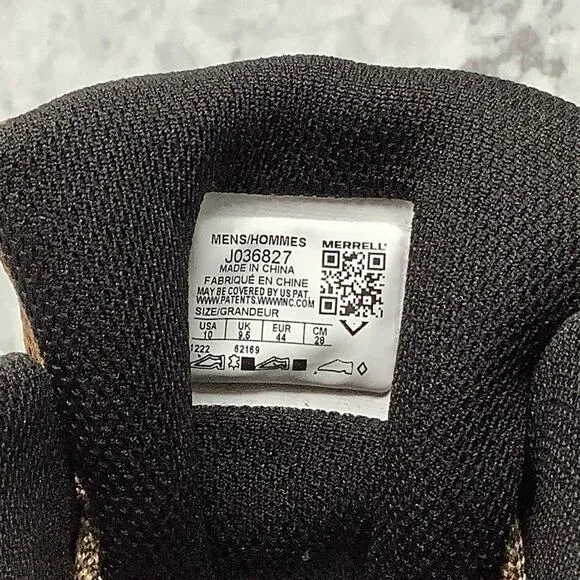 MENS/HOMMES
MERRELL
J036827
MADE IN CHINA
FABRIQUÉ EN CHINE
MAY BE COVERED BY US PAT.
WWW.PATENTS.WWWINC.COM
SIZE/GRANDEUR
USA UK EUR CM
10 9.5 44 28
1222 62169